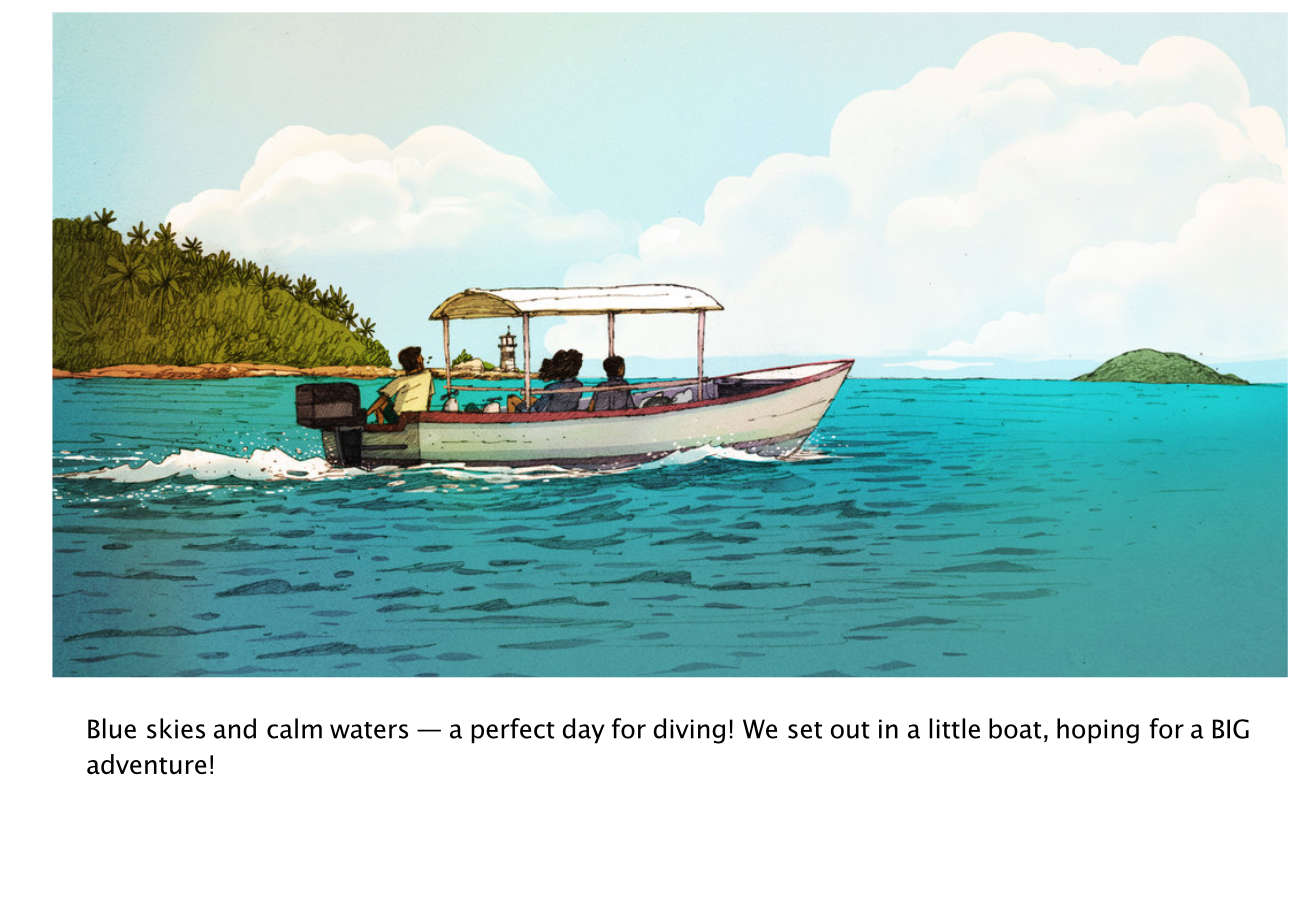 Blue skies and calm waters — a perfect day for diving! We set out in a little boat, hoping for a BIG
adventure!